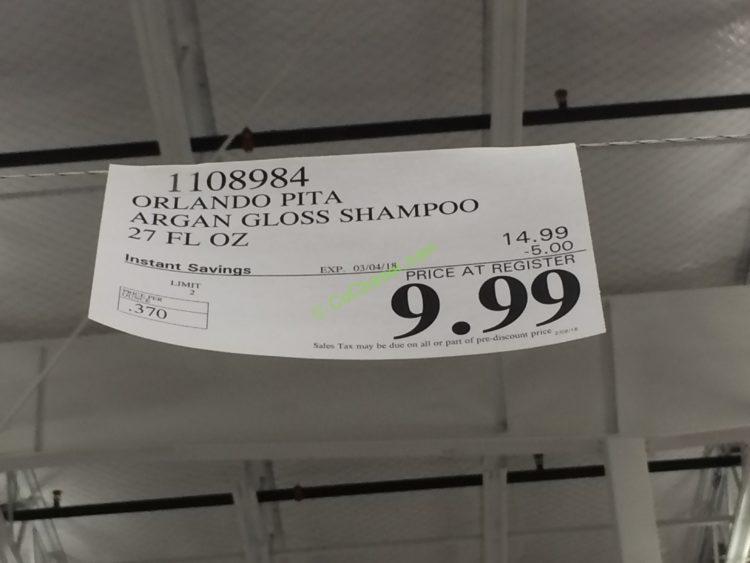 1108984
ORLANDO PITA
ARGAN GLOSS SHAMPOO
27 FL OZ
14.99
-5.00
Instant Savings EXP. 03/04/18 PRICE AT REGISTER
LIMIT
2
9.99
PRICE PER
.370
Sales Tax may be due on all or part of pre-discount price